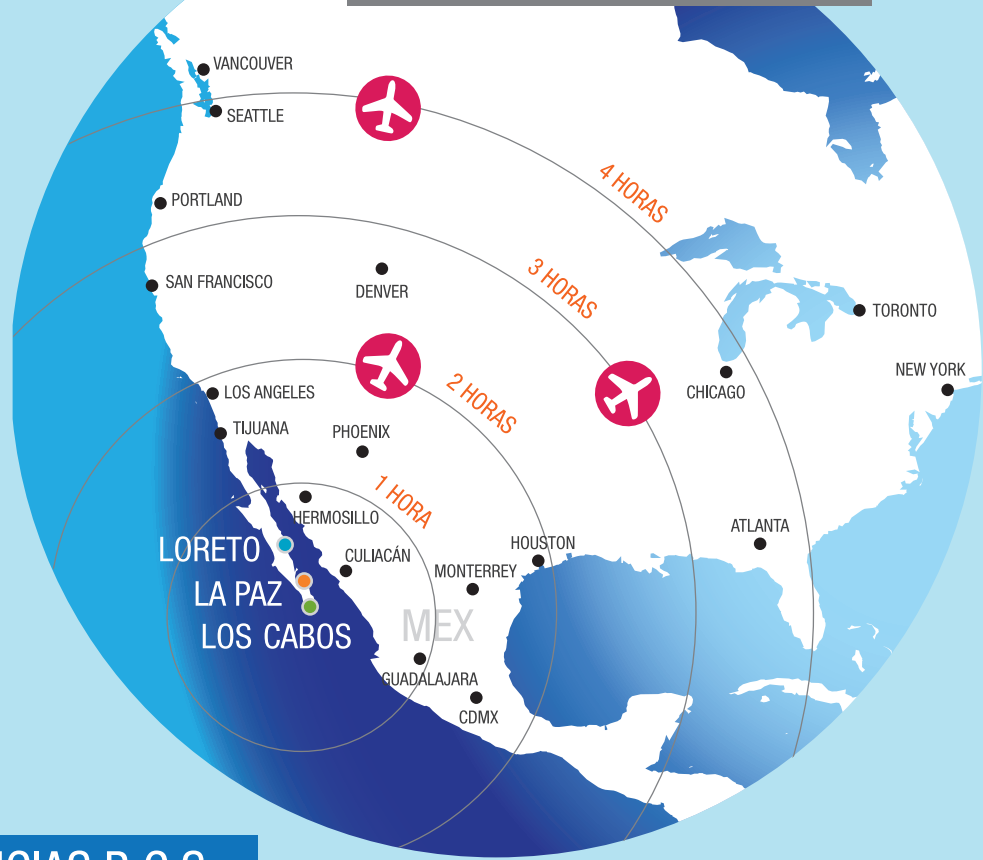 VANCOUVER
SEATTLE
4 HORAS
PORTLAND
3 HORAS
SAN FRANCISCO
DENVER
TORONTO
NEW YORK
CHICAGO
LOS ANGELES
2 HORAS
TIJUANA
PHOENIX
1 HORA
HERMOSILLO
ATLANTA
LORETO
CULIACÁN
HOUSTON
MONTERREY
LA PAZ
LOS CABOS
MEX
GUADALAJARA
CDMX